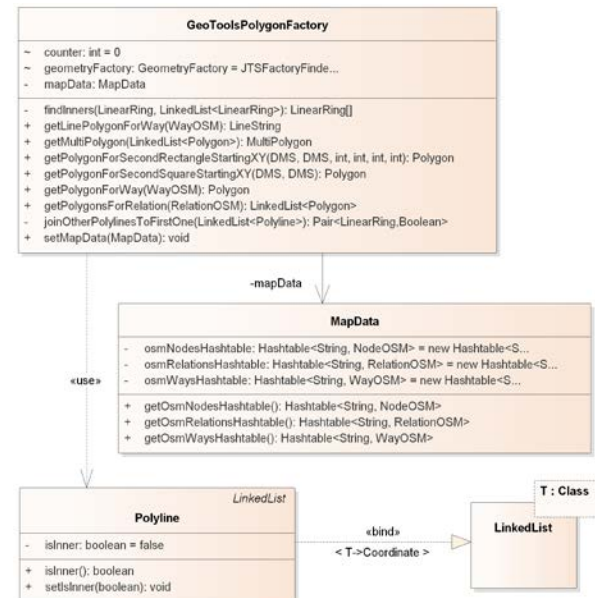 GeoToolsPolygonFactory
~ counter: int = 0
~ geometryFactory: GeometryFactory = JTSFactoryFinde...
- mapData: MapData
- findInners(LinearRing, LinkedList<LinearRing>): LinearRing[]
+ getLinePolygonForWay(WayOSM): LineString
+ getMultiPolygon(LinkedList<Polygon>): MultiPolygon
+ getPolygonForSecondRectangleStartingXY(DMS, DMS, int, int, int, int): Polygon
+ getPolygonForSecondSquareStartingXY(DMS, DMS): Polygon
+ getPolygonForWay(WayOSM): Polygon
+ getPolygonsForRelation(RelationOSM): LinkedList<Polygon>
- joinOtherPolylinesToFirstOne(LinkedList<Polyline>): Pair<LinearRing,Boolean>
+ setMapData(MapData): void
-mapData
MapData
- osmNodesHashtable: Hashtable<String, NodeOSM> = new Hashtable<S...
- osmRelationsHashtable: Hashtable<String, RelationOSM> = new Hashtable<S...
- osmWaysHashtable: Hashtable<String, WayOSM> = new Hashtable<S...
+ getOsmNodesHashtable(): Hashtable<String, NodeOSM>
+ getOsmRelationsHashtable(): Hashtable<String, RelationOSM>
+ getOsmWaysHashtable(): Hashtable<String, WayOSM>
«use»
LinkedList
Polyline
- isInner: boolean = false
+ isInner(): boolean
+ setIsInner(boolean): void
«bind»
< T->Coordinate >
T : Class
LinkedList